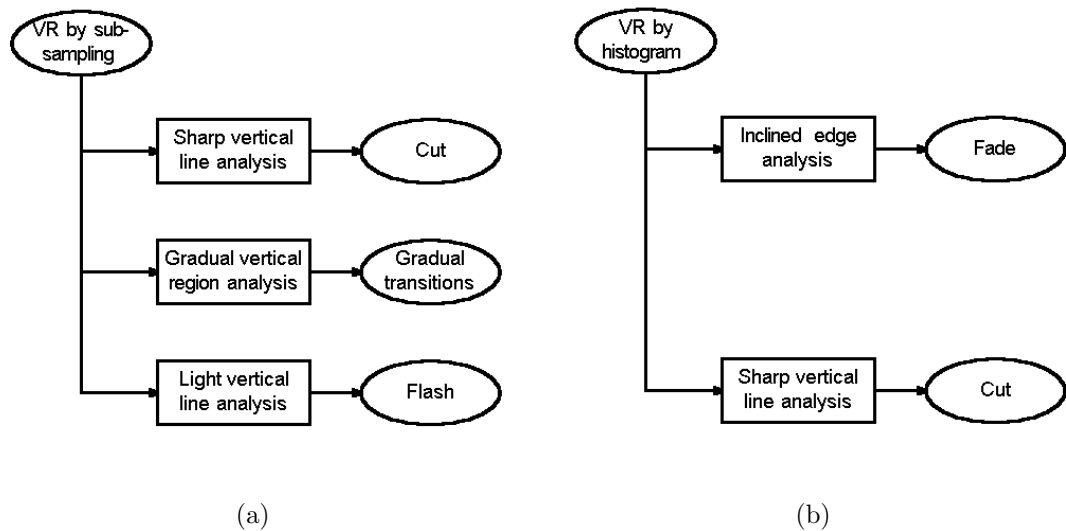 VR by sub-
sampling
Sharp vertical
line analysis
Cut
Gradual vertical
region analysis
Gradual
transitions
Light vertical
line analysis
Flash
(a)
VR by
histogram
Inclined edge
analysis
Fade
Sharp vertical
line analysis
Cut
(b)